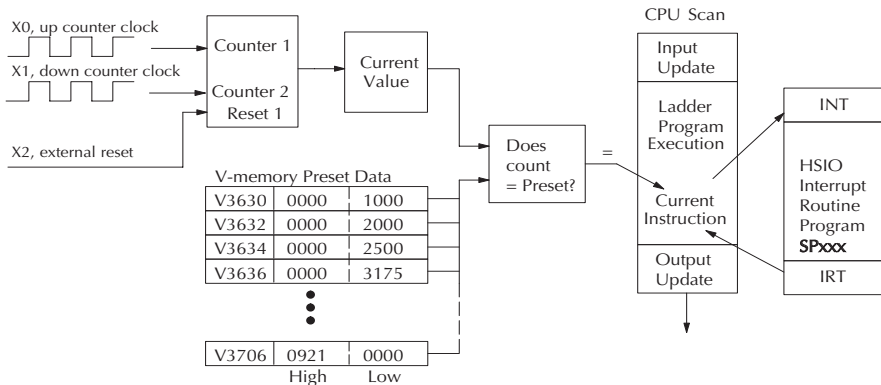 X0, up counter clock
X1, down counter clock
X2, external reset
Counter 1
Counter 2
Reset 1
Current
Value
V-memory Preset Data
V3630 0000 1000
V3632 0000 2000
V3634 0000 2500
V3636 0000 3175
V3706 0921 0000
High Low
Does
count
= Preset?
=
CPU Scan
Input
Update
Ladder
Program
Execution
Current
Instruction
Output
Update
INT
HSIO
Interrupt
Routine
Program
SPxxx
IRT